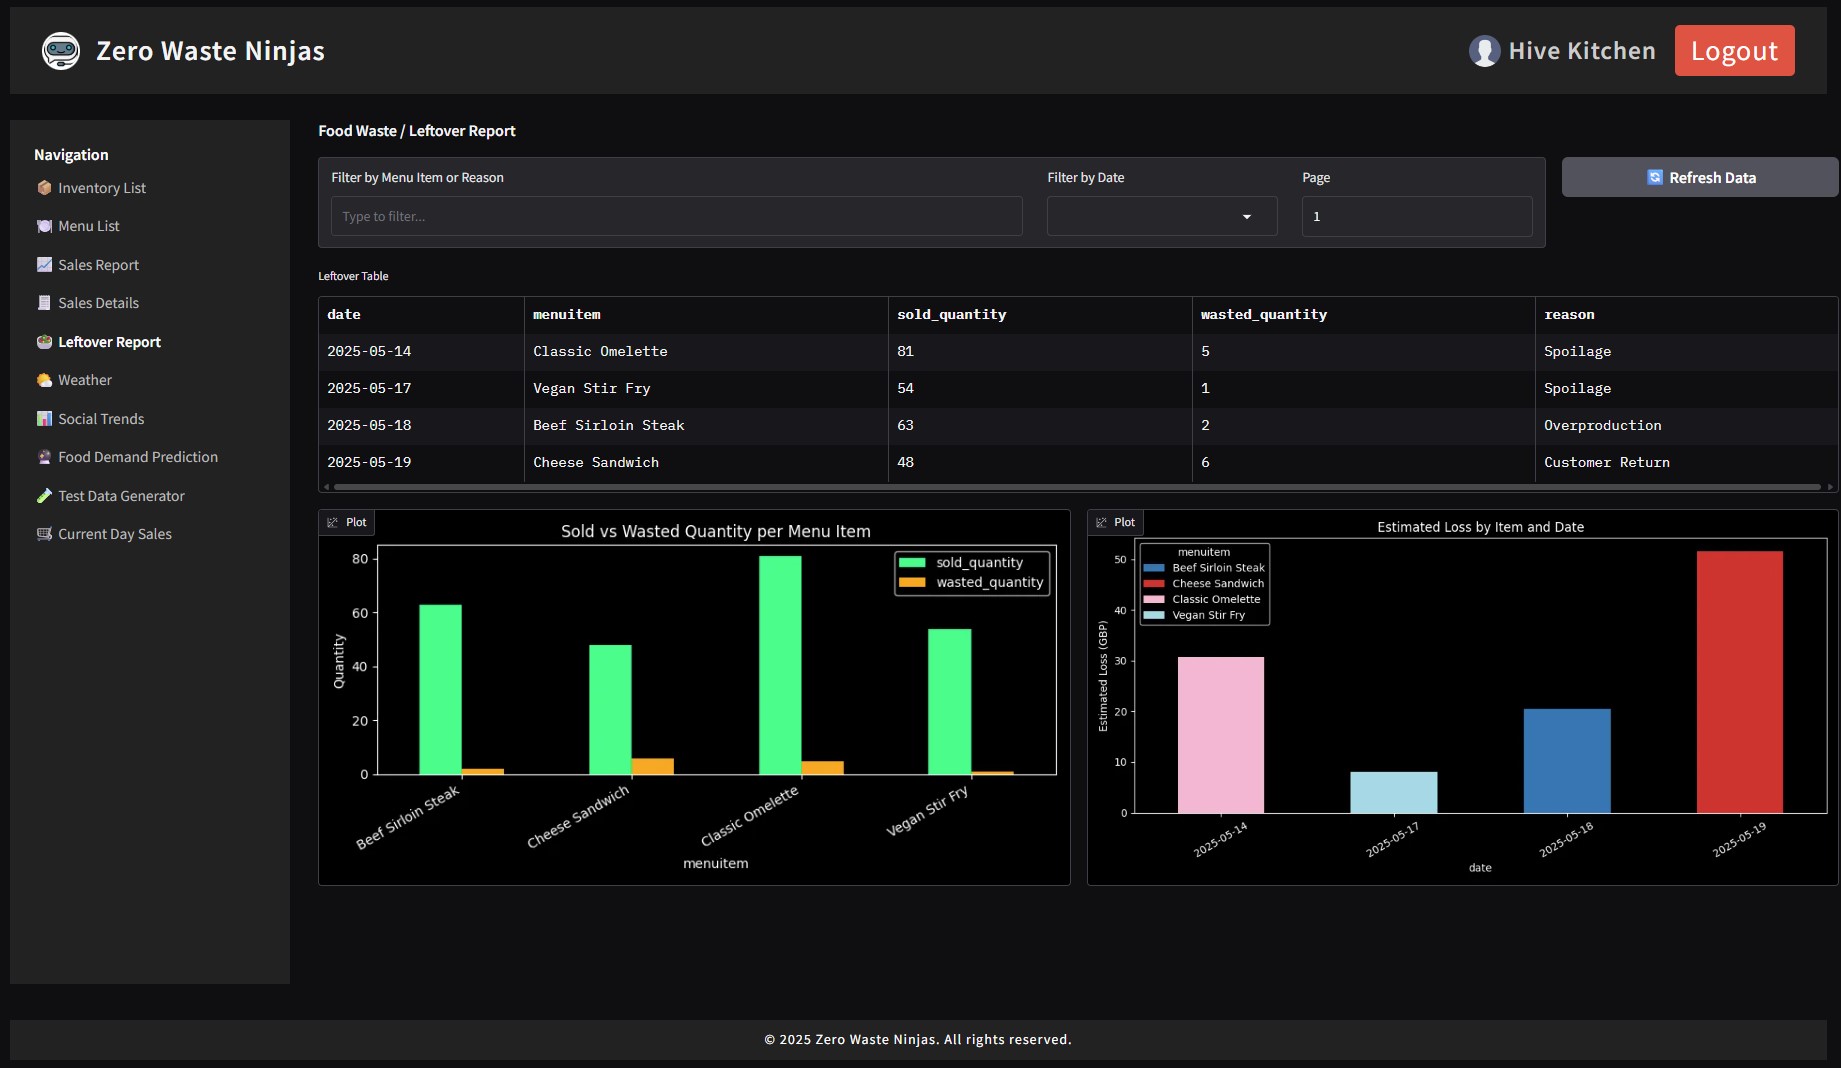 Zero Waste Ninjas
Hive Kitchen
Logout
Navigation
Inventory List
Menu List
Sales Report
Sales Details
Leftover Report
Weather
Social Trends
Food Demand Prediction
Test Data Generator
Current Day Sales
Food Waste / Leftover Report
Filter by Menu Item or Reason
Filter by Date
Page
Type to filter...
1
Refresh Data
Leftover Table
date menuitem sold_quantity wasted_quantity reason
2025-05-14 Classic Omelette 81 5 Spoilage
2025-05-17 Vegan Stir Fry 54 1 Spoilage
2025-05-18 Beef Sirloin Steak 63 2 Overproduction
2025-05-19 Cheese Sandwich 48 6 Customer Return
Plot
Sold vs Wasted Quantity per Menu Item
sold_quantity
wasted_quantity
Quantity
80
60
40
20
0
Beef Sirloin Steak
Cheese Sandwich
Classic Omelette
Vegan Stir Fry
menuitem
Plot
Estimated Loss by Item and Date
menuitem
Beef Sirloin Steak
Cheese Sandwich
Classic Omelette
Vegan Stir Fry
Estimated Loss (GBP)
50
40
30
20
10
0
2025-05-14
2025-05-17
2025-05-18
2025-05-19
date
© 2025 Zero Waste Ninjas. All rights reserved.